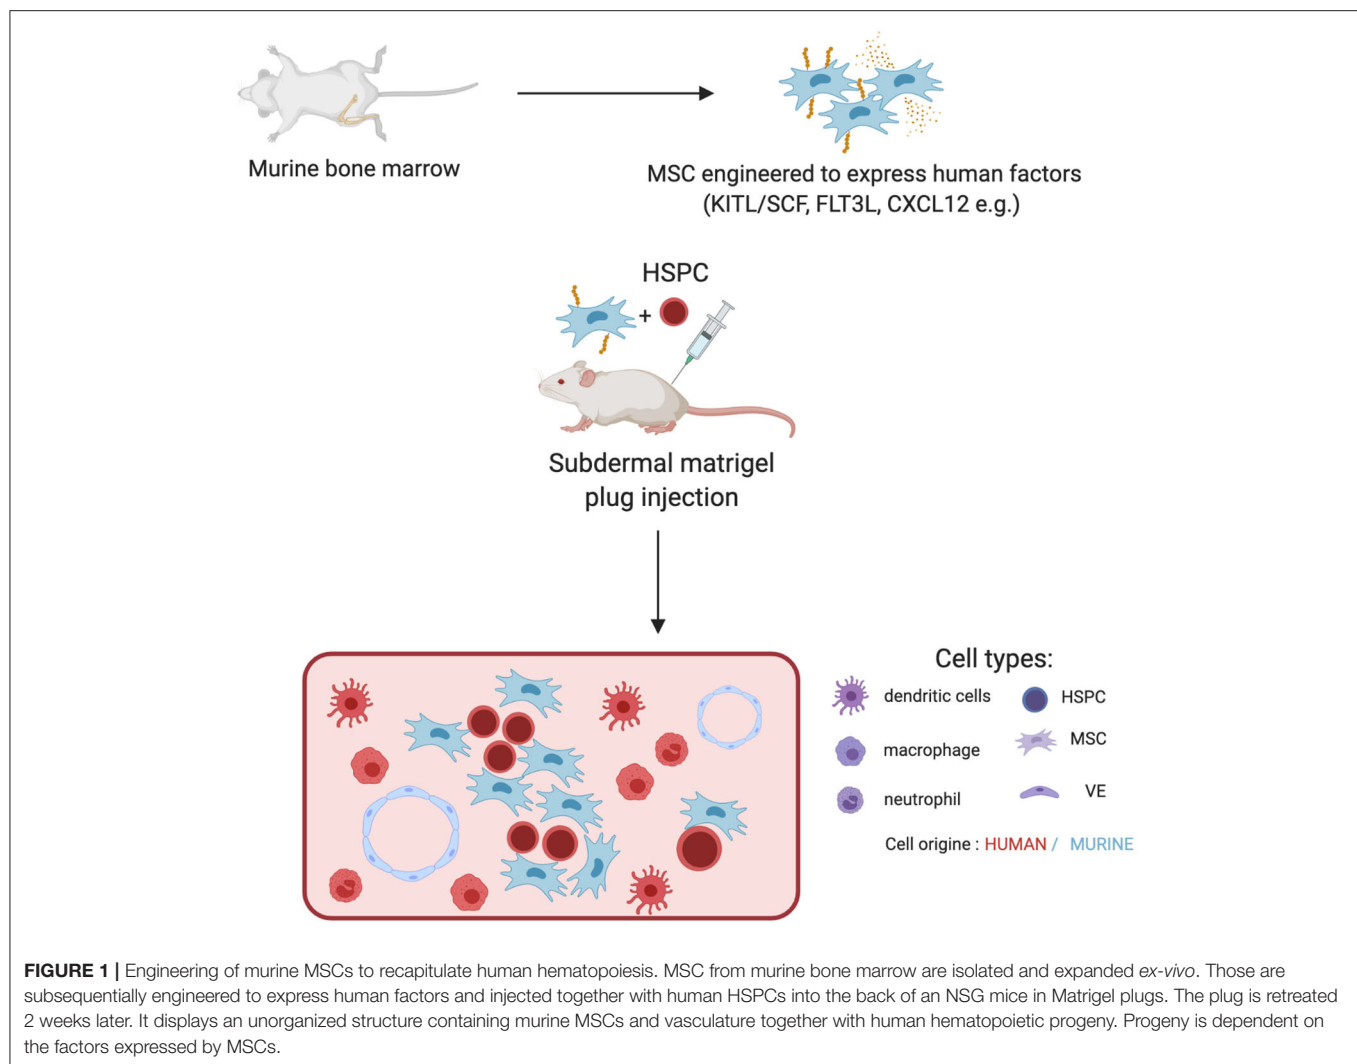 Murine bone marrow
MSC engineered to express human factors
(KITL/SCF, FLT3L, CXCL12 e.g.)
HSPC
+
Subdermal matrigel
plug injection
Cell types:
dendritic cells
HSPC
macrophage
MSC
neutrophil
VE
Cell origine : HUMAN / MURINE
FIGURE 1 | Engineering of murine MSCs to recapitulate human hematopoiesis. MSC from murine bone marrow are isolated and expanded ex-vivo. Those are
subsequentially engineered to express human factors and injected together with human HSPCs into the back of an NSG mice in Matrigel plugs. The plug is retreated
2 weeks later. It displays an unorganized structure containing murine MSCs and vasculature together with human hematopoietic progeny. Progeny is dependent on
the factors expressed by MSCs.